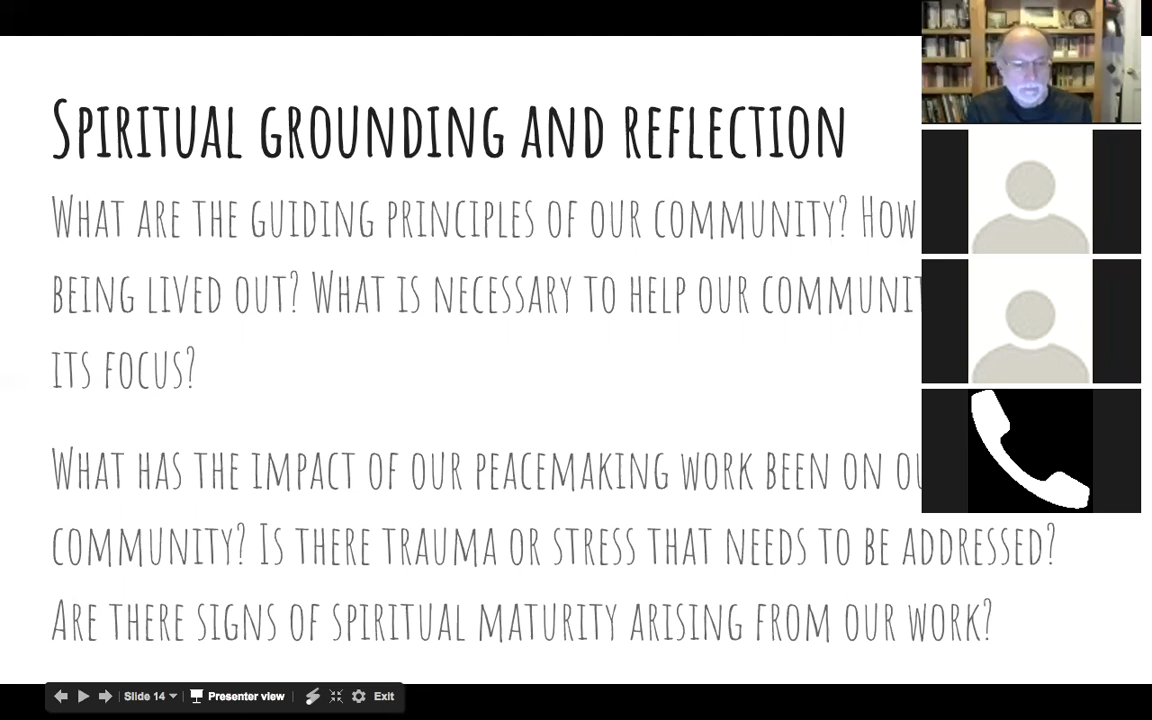 Spiritual grounding and reflection
What are the guiding principles of our community? How
being lived out? What is necessary to help our
its focus?
What has the impact of our peacemaking work been on
community? Is there trauma or stress that needs to be addressed?
Are there signs of spiritual maturity arising from our work?
Slide 14 Presenter view Exit